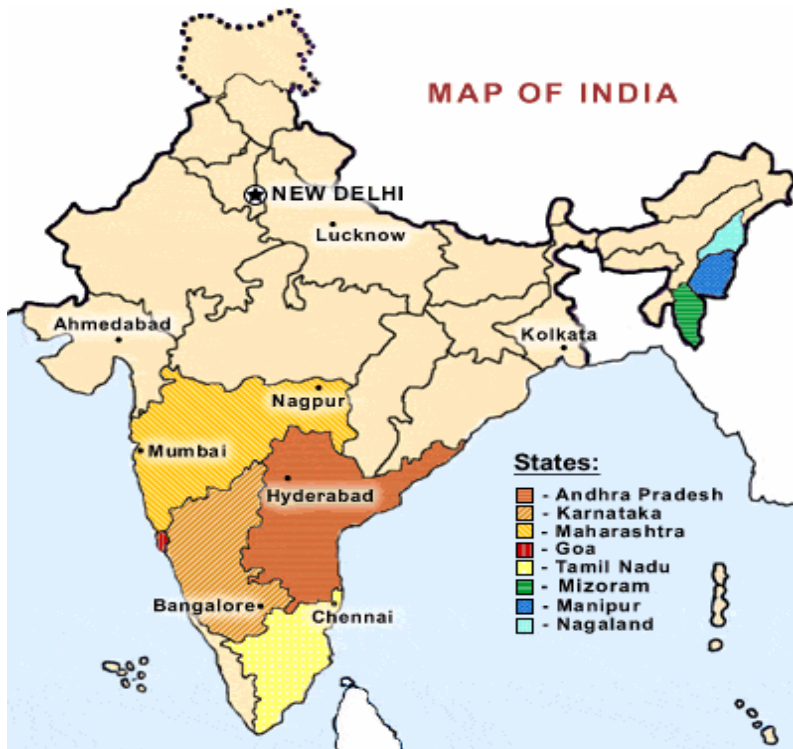 MAP OF INDIA
NEW DELHI
Lucknow
Ahmedabad
Kolkata
Nagpur
Mumbai
Hyderabad
Bangalore
Chennai
States:
- Andhra Pradesh
- Karnataka
- Maharashtra
- Goa
- Tamil Nadu
- Mizoram
- Manipur
- Nagaland